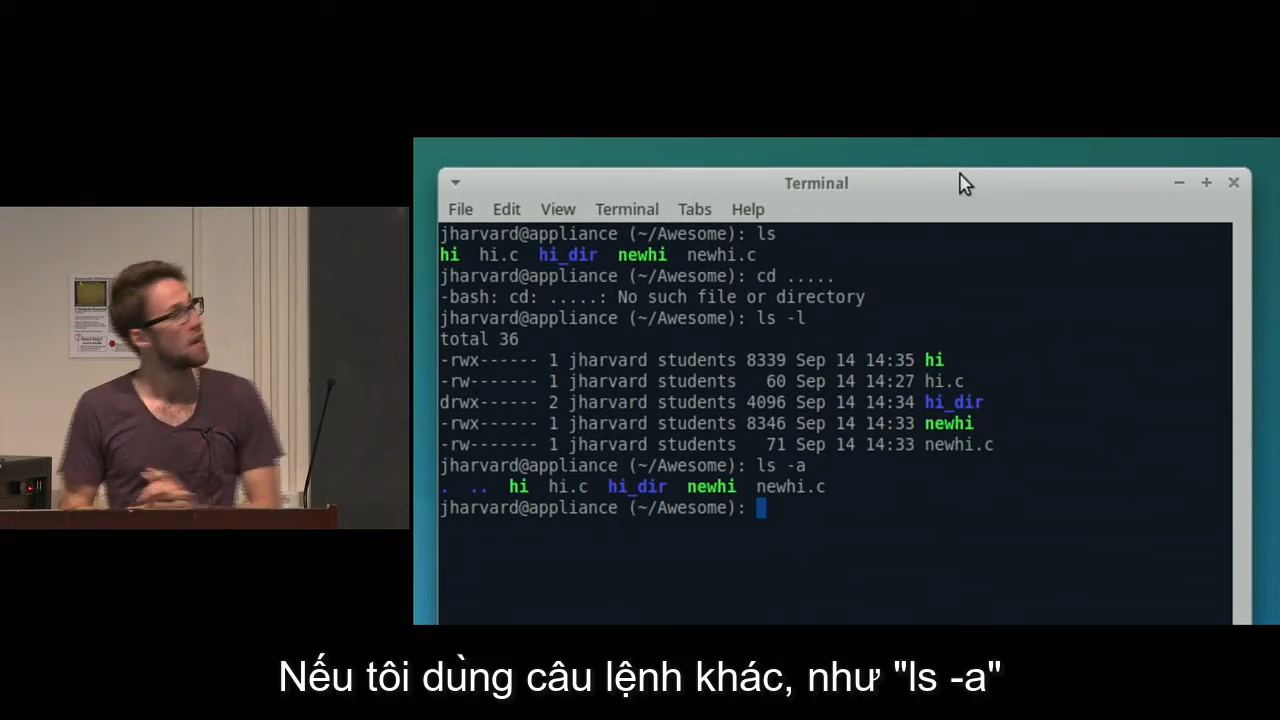 Terminal
File Edit View Terminal Tabs Help
jharvard@appliance (~/Awesome): ls
hi hi.c hi_dir newhi newhi.c
jharvard@appliance (~/Awesome): cd .....
-bash: cd: .....: No such file or directory
jharvard@appliance (~/Awesome): ls -l
total 36
-rwx------ 1 jharvard students 8339 Sep 14 14:35 hi
-rw------- 1 jharvard students 60 Sep 14 14:27 hi.c
drwx------ 2 jharvard students 4096 Sep 14 14:34 hi_dir
-rwx------ 1 jharvard students 8346 Sep 14 14:33 newhi
-rw------- 1 jharvard students 71 Sep 14 14:33 newhi.c
jharvard@appliance (~/Awesome): ls -a
. .. hi hi.c hi_dir newhi newhi.c
jharvard@appliance (~/Awesome):
Nếu tôi dùng câu lệnh khác, như "ls -a"